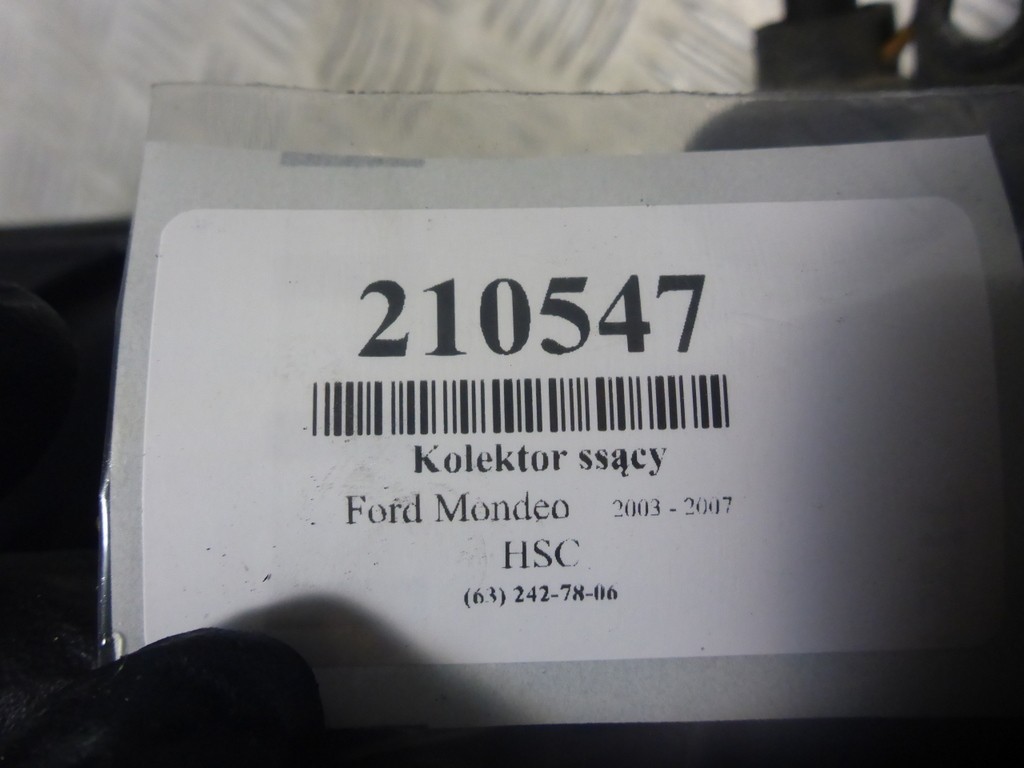 210547
Kolektor ssący
Ford Mondeo 2003 - 2007
HSC
(63) 242-78-06